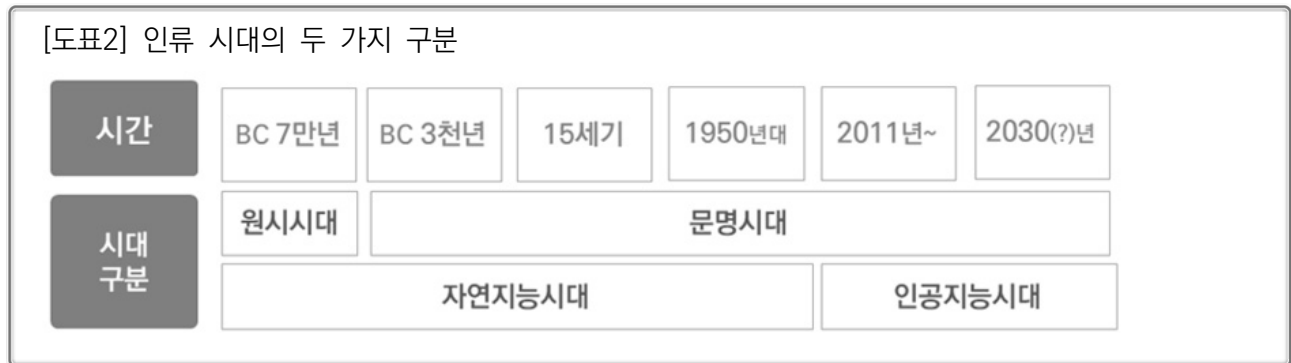 [도표2] 인류 시대의 두 가지 구분
시간
BC 7만년
BC 3천년
15세기
1950년대
2011년~
2030(?)년
시대
구분
원시시대
문명시대
자연지능시대
인공지능시대